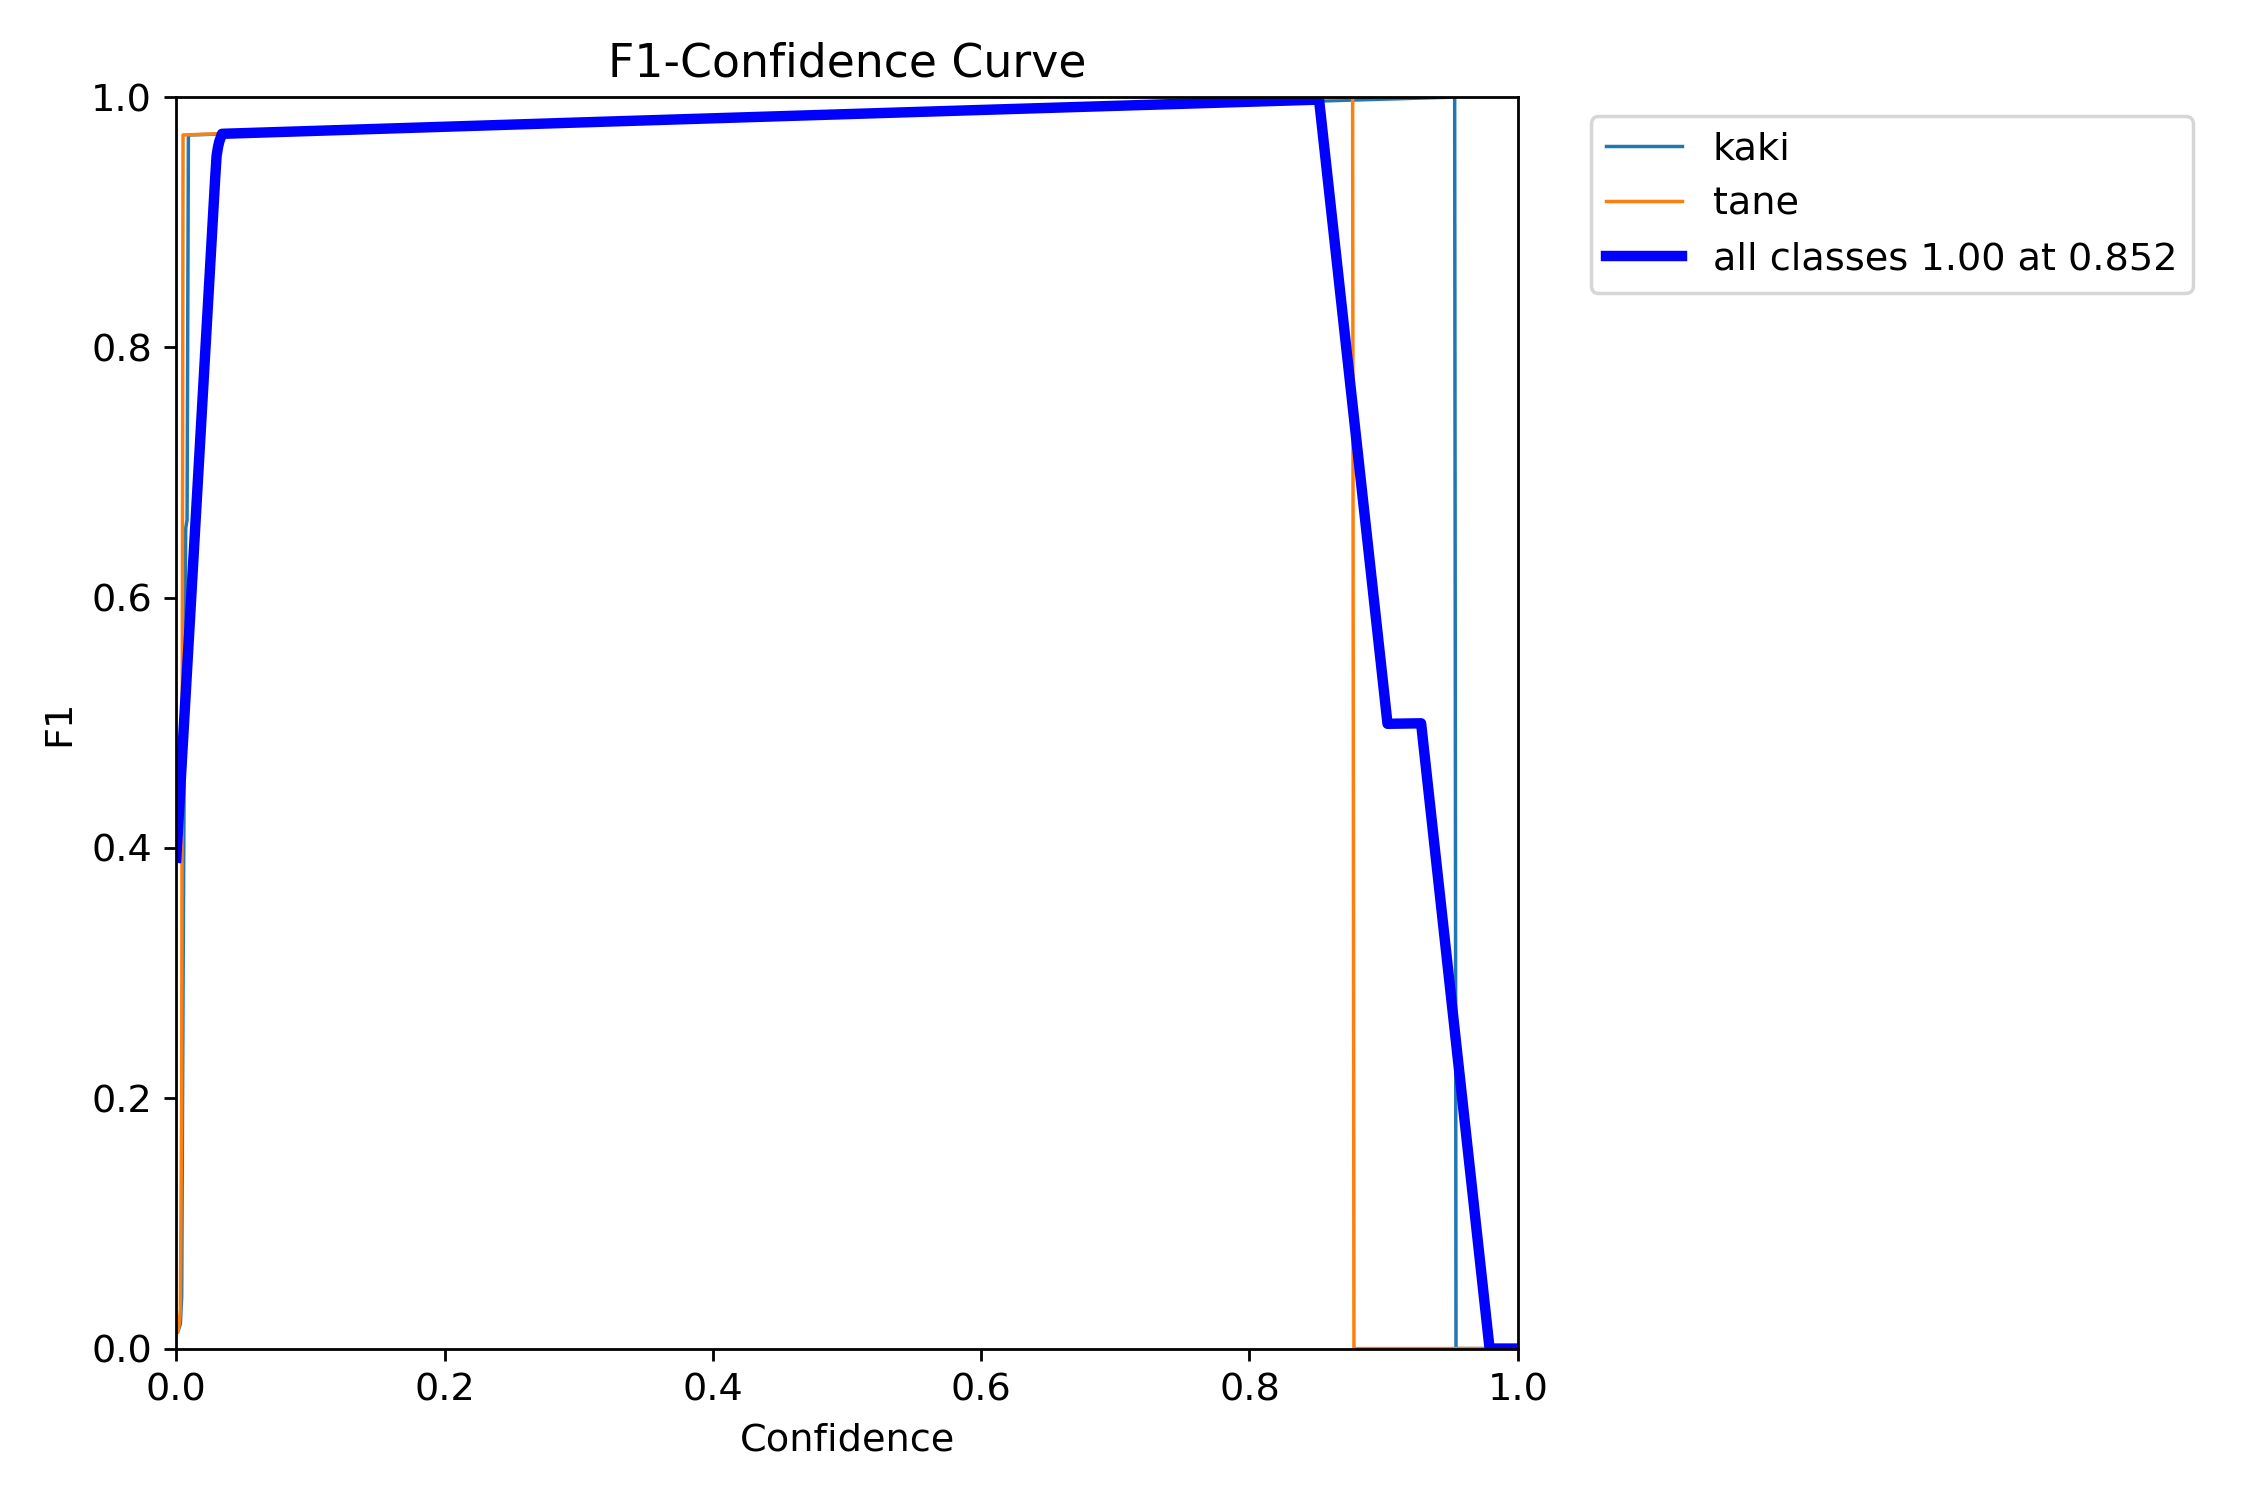 F1-Confidence Curve
1.0
0.8
0.6
0.4
0.2
0.0
F1
0.0 0.2 0.4 0.6 0.8 1.0
Confidence
kaki
tane
all classes 1.00 at 0.852